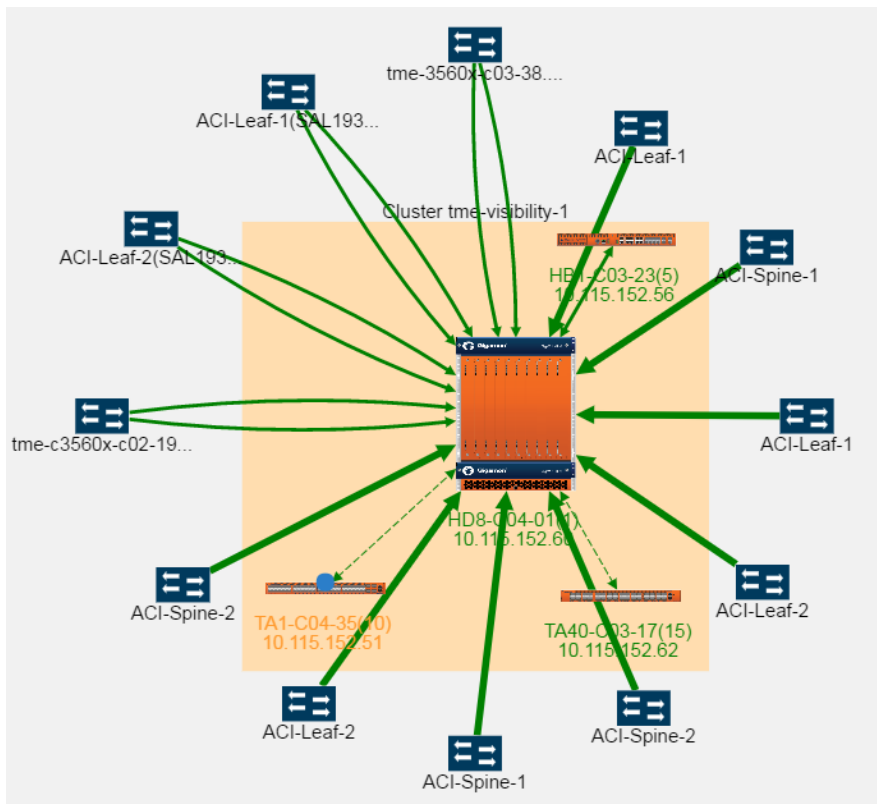 tme-3560x-c03-38....
ACI-Leaf-1(SAL193...
ACI-Leaf-1
Cluster tme-visibility-1
ACI-Leaf-2(SAL193...
HB1-C03-23(5)
10.115.152.56
ACI-Spine-1
Gigamon
tme-c3560x-c02-19...
ACI-Leaf-1
Gigamon
HD8-C04-01(1)
10.115.152.60
ACI-Spine-2
ACI-Leaf-2
TA1-C04-35(10)
10.115.152.51
TA40-C03-17(15)
10.115.152.62
ACI-Leaf-2
ACI-Spine-2
ACI-Spine-1